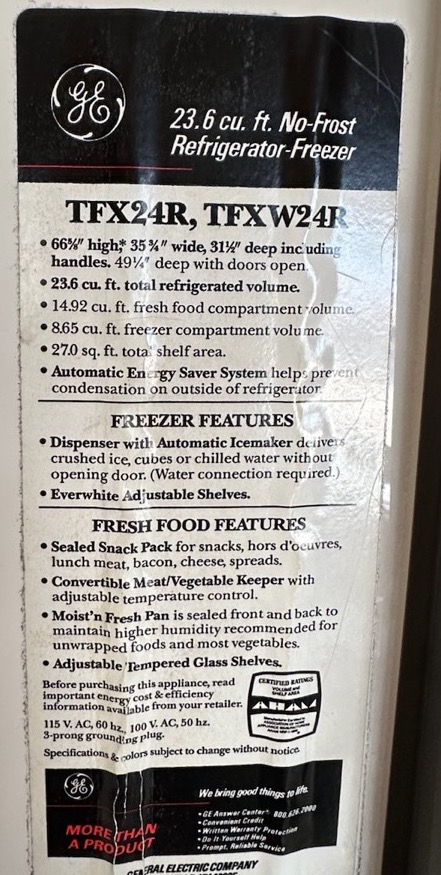 GE
23.6 cu. ft. No-Frost
Refrigerator-Freezer
TFX24R, TFXW24R
• 66⅝" high,* 35¾" wide, 31½" deep including
handles. 49¼" deep with doors open.
• 23.6 cu. ft. total refrigerated volume.
• 14.92 cu. ft. fresh food compartment volume.
• 8.65 cu. ft. freezer compartment volume.
• 27.0 sq. ft. total shelf area.
• Automatic Energy Saver System helps prevent
condensation on outside of refrigerator.
FREEZER FEATURES
• Dispenser with Automatic Icemaker delivers
crushed ice, cubes or chilled water without
opening door. (Water connection required.)
• Everwhite Adjustable Shelves.
FRESH FOOD FEATURES
• Sealed Snack Pack for snacks, hors d'oeuvres,
lunch meat, bacon, cheese, spreads.
• Convertible Meat/Vegetable Keeper with
adjustable temperature control.
• Moist'n Fresh Pan is sealed front and back to
maintain higher humidity recommended for
unwrapped foods and most vegetables.
• Adjustable Tempered Glass Shelves.
Before purchasing this appliance, read
important energy cost & efficiency
information available from your retailer.
115 V. AC, 60 hz., 100 V. AC, 50 hz.
3-prong grounding plug.
CERTIFIED RATINGS
VOLUME and
SHELF AREA
AHAM
Specifications & colors subject to change without notice.
GE
We bring good things to life.
MORE THAN
A PRODUCT
• GE Answer Center® 800.626.2000
• Convenient Credit
• Written Warranty Protection
• Do It Yourself Help
• Prompt, Reliable Service
GENERAL ELECTRIC COMPANY